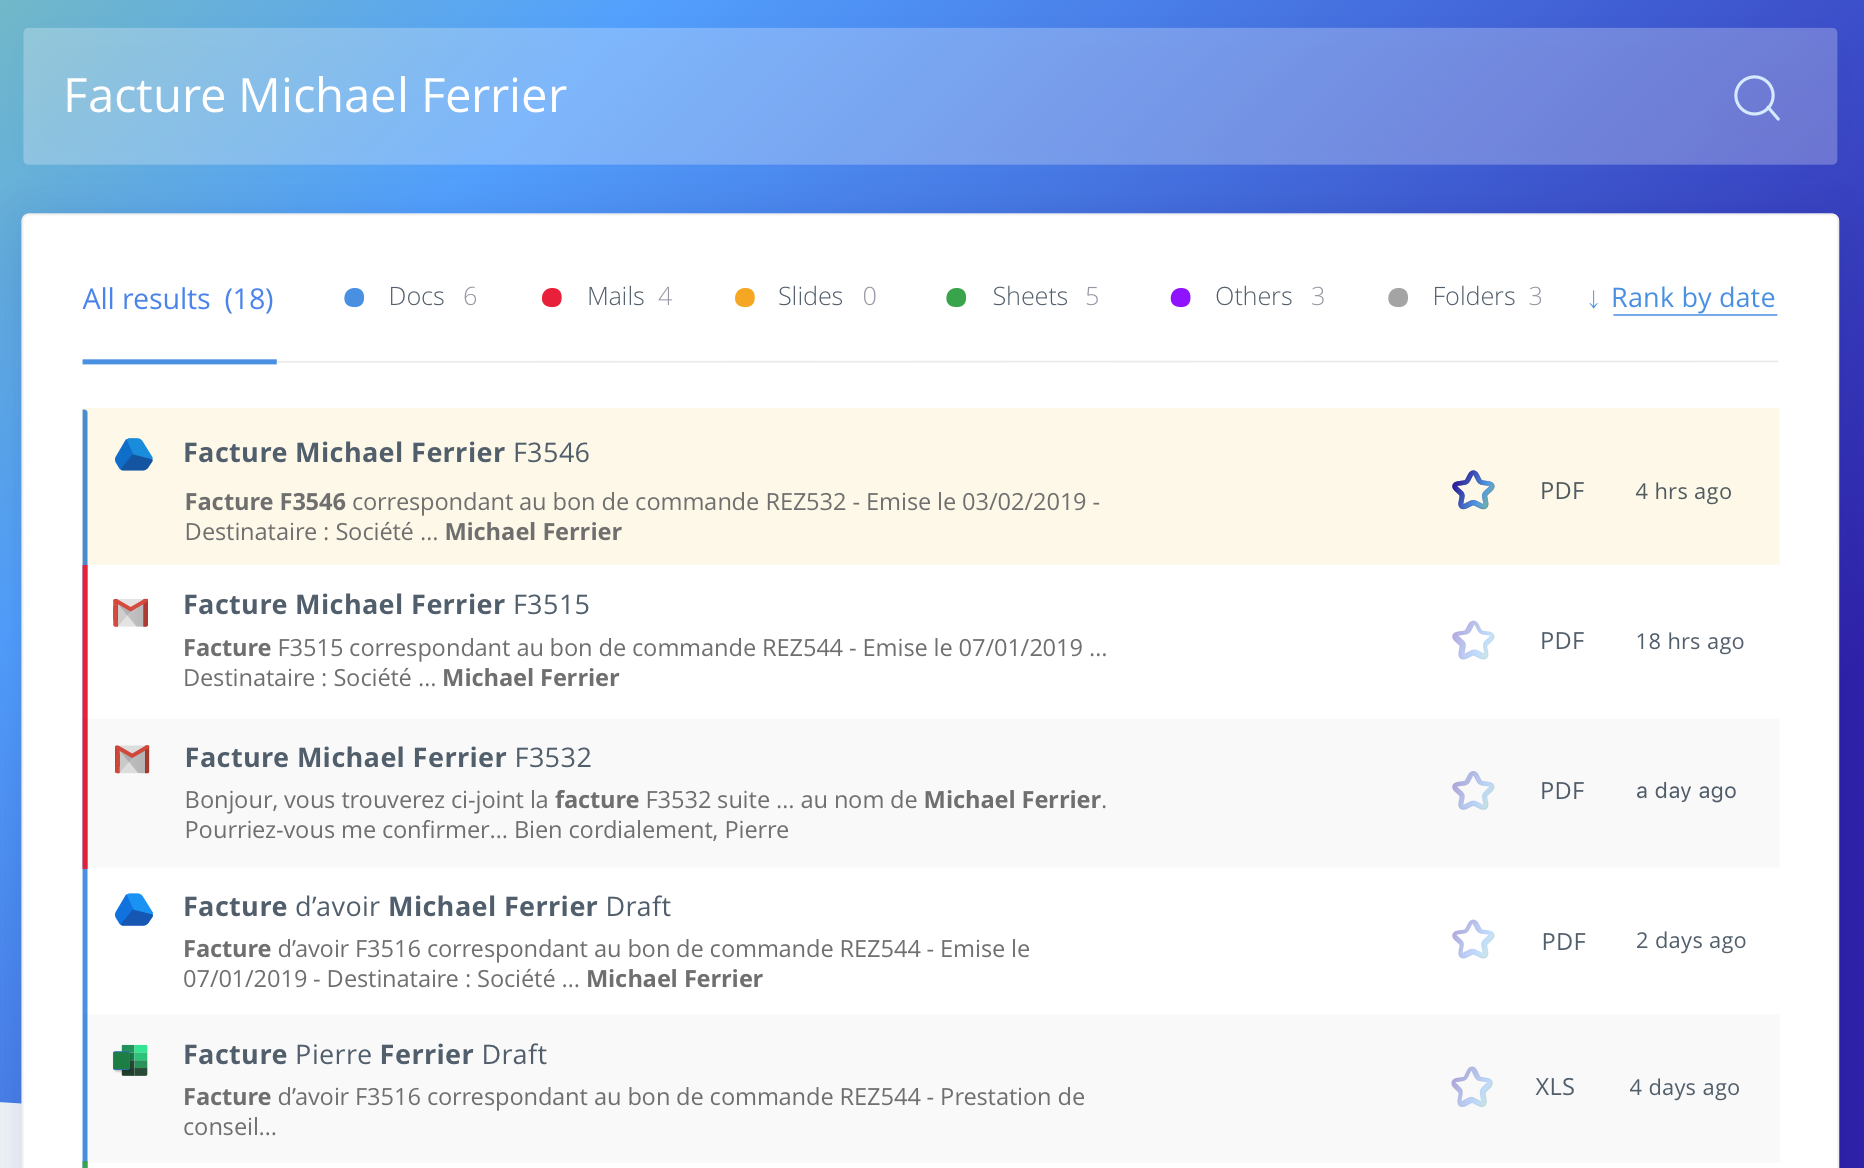 Facture Michael Ferrier
All results (18) Docs 6 Mails 4 Slides 0 Sheets 5 Others 3 Folders 3 ↓ Rank by date
Facture Michael Ferrier F3546
Facture F3546 correspondant au bon de commande REZ532 - Emise le 03/02/2019 -
Destinataire : Société ... Michael Ferrier
PDF 4 hrs ago
Facture Michael Ferrier F3515
Facture F3515 correspondant au bon de commande REZ544 - Emise le 07/01/2019 ...
Destinataire : Société ... Michael Ferrier
PDF 18 hrs ago
Facture Michael Ferrier F3532
Bonjour, vous trouverez ci-joint la facture F3532 suite ... au nom de Michael Ferrier.
Pourriez-vous me confirmer... Bien cordialement, Pierre
PDF a day ago
Facture d’avoir Michael Ferrier Draft
Facture d’avoir F3516 correspondant au bon de commande REZ544 - Emise le
07/01/2019 - Destinataire : Société ... Michael Ferrier
PDF 2 days ago
Facture Pierre Ferrier Draft
Facture d’avoir F3516 correspondant au bon de commande REZ544 - Prestation de
conseil...
XLS 4 days ago